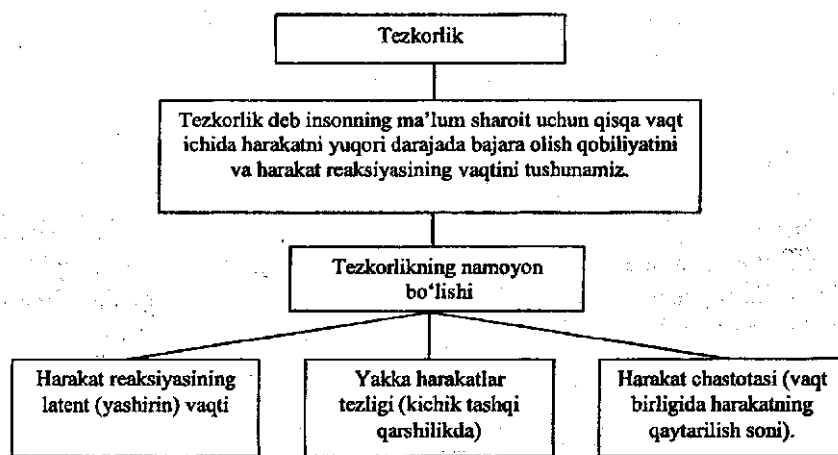 Tezkorlik
Tezkorlik deb insonning ma’lum sharoit uchun qisqa vaqt
ichida harakatni yuqori darajada bajara olish qobiliyatini
va harakat reaksiyasining vaqtini tushunamiz.
Tezkorlikning namoyon
bo‘lishi
Harakat reaksiyasining
latent (yashirin) vaqti
Yakka harakatlar
tezligi (kichik tashqi
qarshilikda)
Harakat chastotasi (vaqt
birligida harakatning
qaytarilish soni).